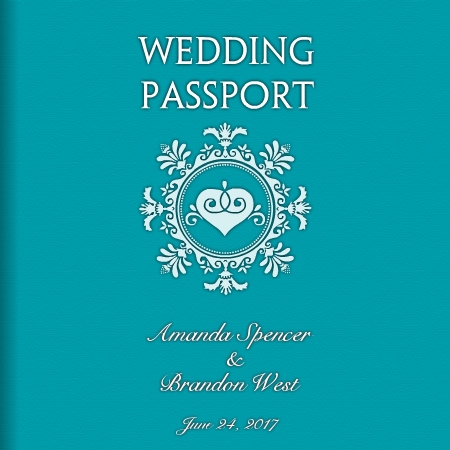 WEDDING
PASSPORT
Amanda Spencer
&
Brandon West
June 24, 2017